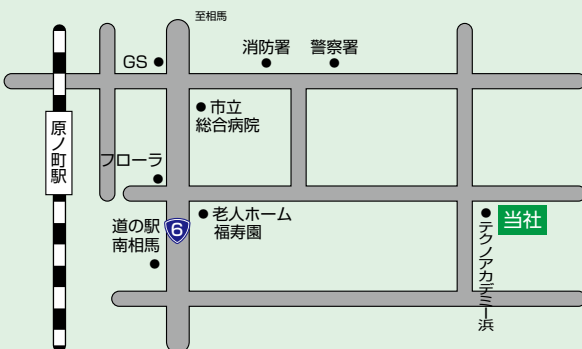 至相馬
消防署
警察署
GS
市立
総合病院
原ノ町駅
フローラ
老人ホーム
福寿園
道の駅
南相馬
6
当社
テクノアカデミー浜